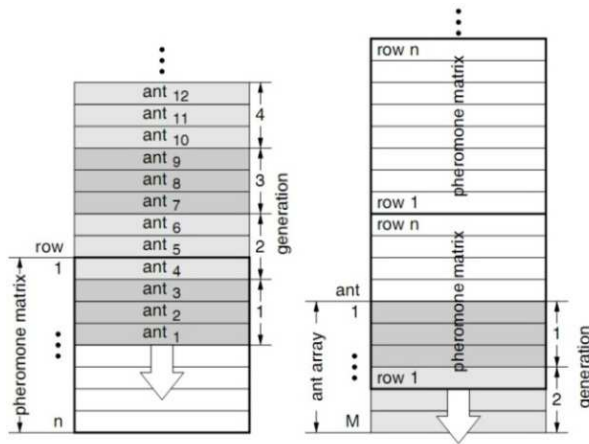 ant 12
ant 11
ant 10
ant 9
ant 8
ant 7
ant 6
ant 5
ant 4
ant 3
ant 2
ant 1
4
3
2
1
generation
row
1
n
pheromone matrix
row n
pheromone matrix
row 1
row n
pheromone matrix
row 1
ant
1
M
ant array
1
2
generation